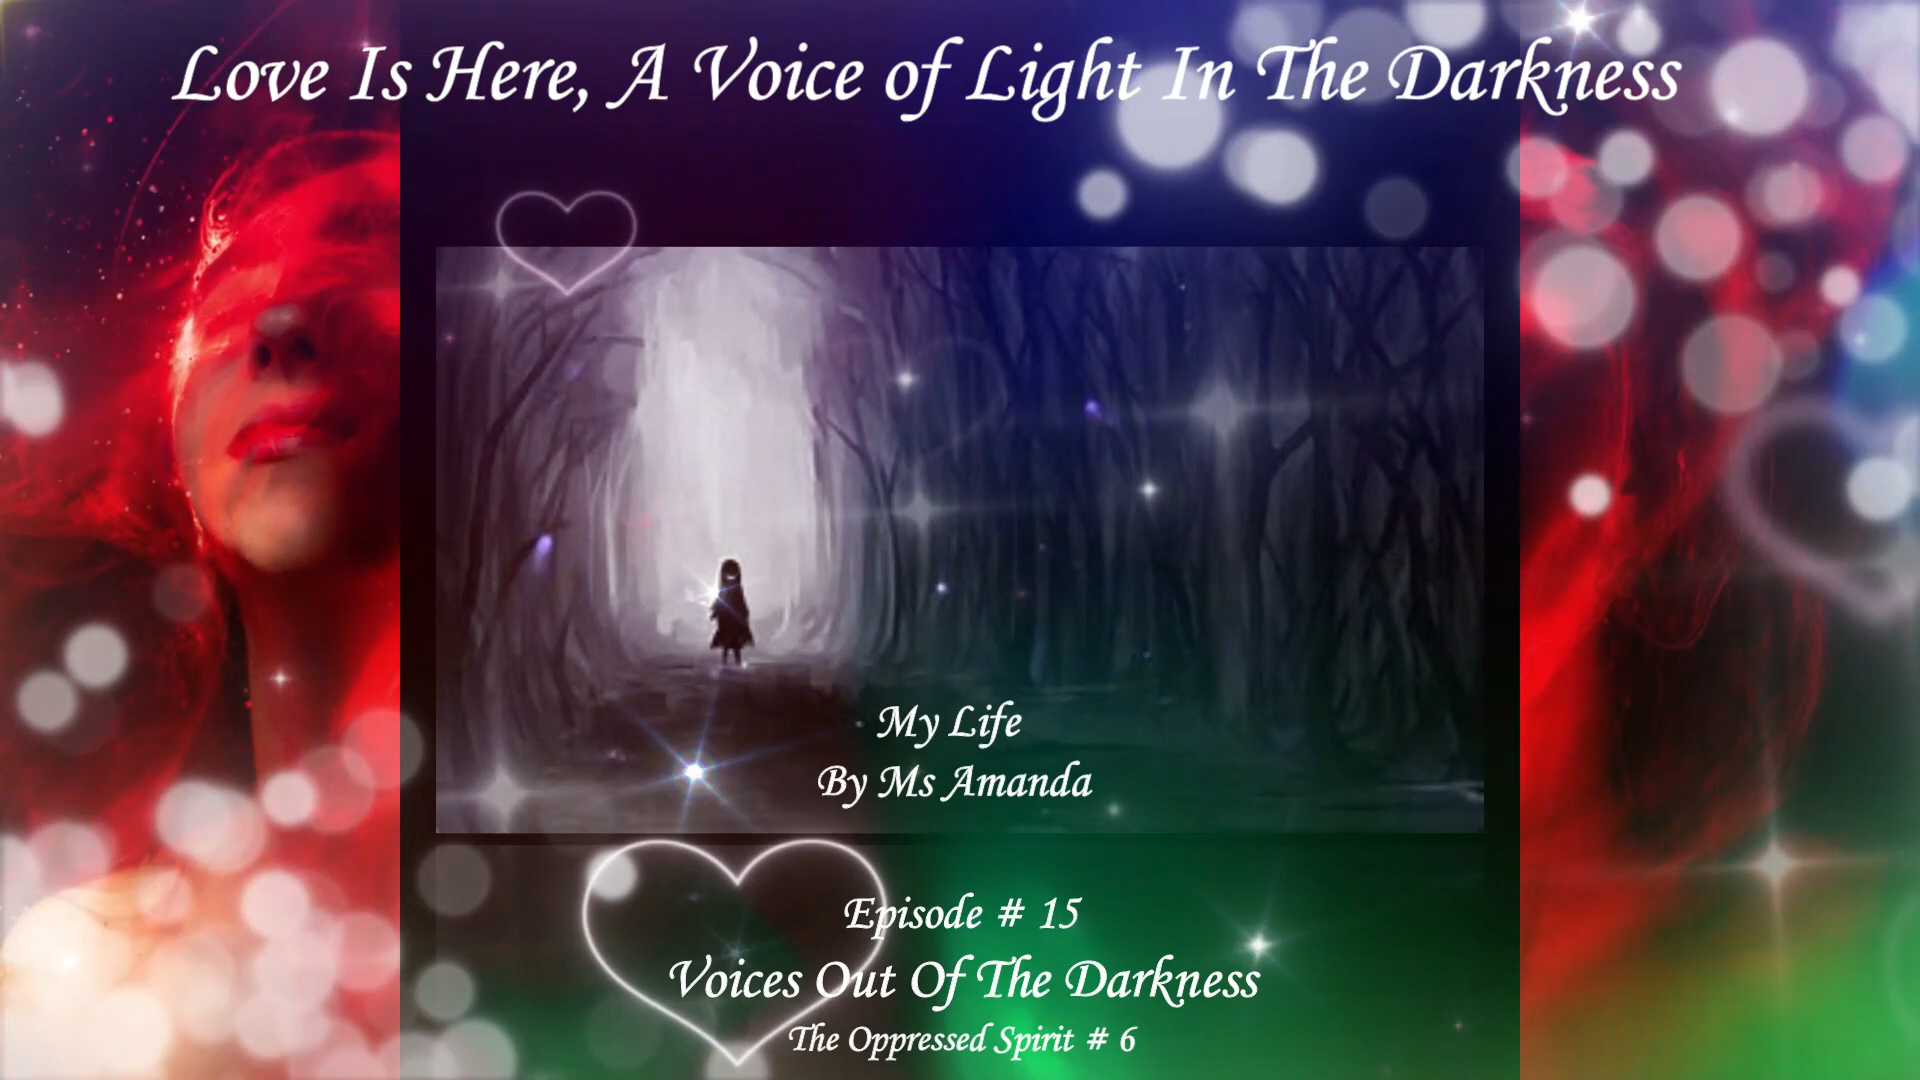 Love Is Here, A Voice of Light In The Darkness
My Life
By Ms Amanda
Episode # 15
Voices Out Of The Darkness
The Oppressed Spirit # 6